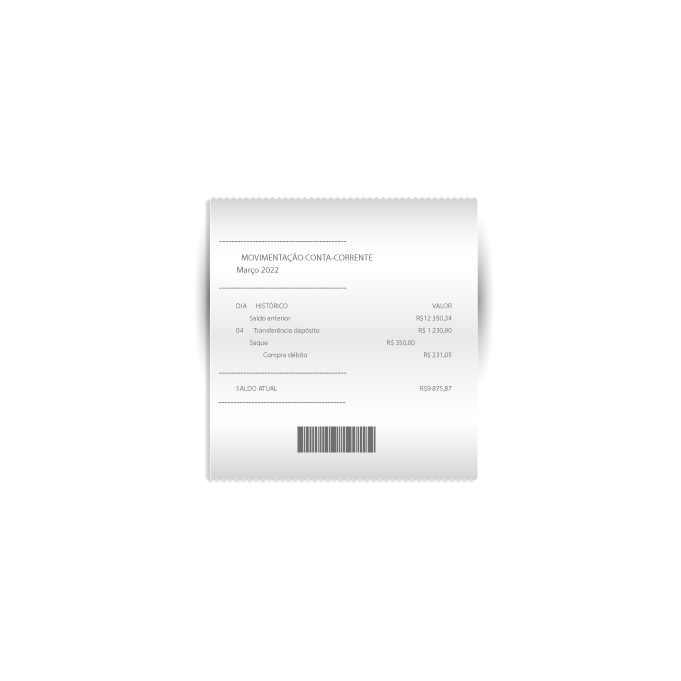 MOVIMENTAÇÃO CONTA-CORRENTE
Março 2022
DIA HISTÓRICO VALOR
Saldo anterior R$12 350,34
04 Transferência depósito R$ 1 230,90
Saque R$ 350,00
Compra débito R$ 231,05
SALDO ATUAL R$9 875,87